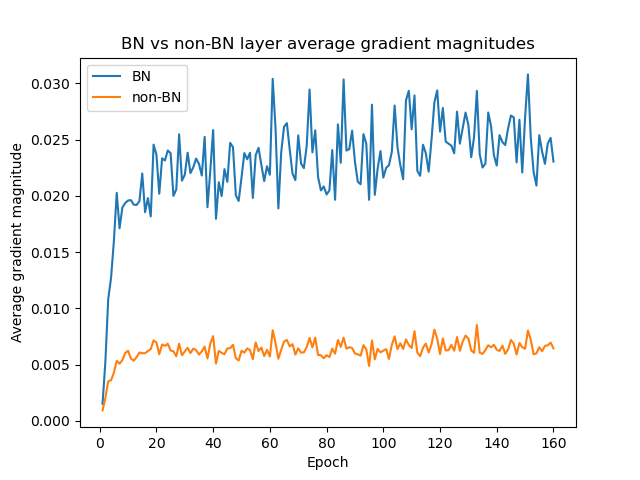 BN vs non-BN layer average gradient magnitudes
BN
non-BN
Average gradient magnitude
0.030
0.025
0.020
0.015
0.010
0.005
0.000
0 20 40 60 80 100 120 140 160
Epoch